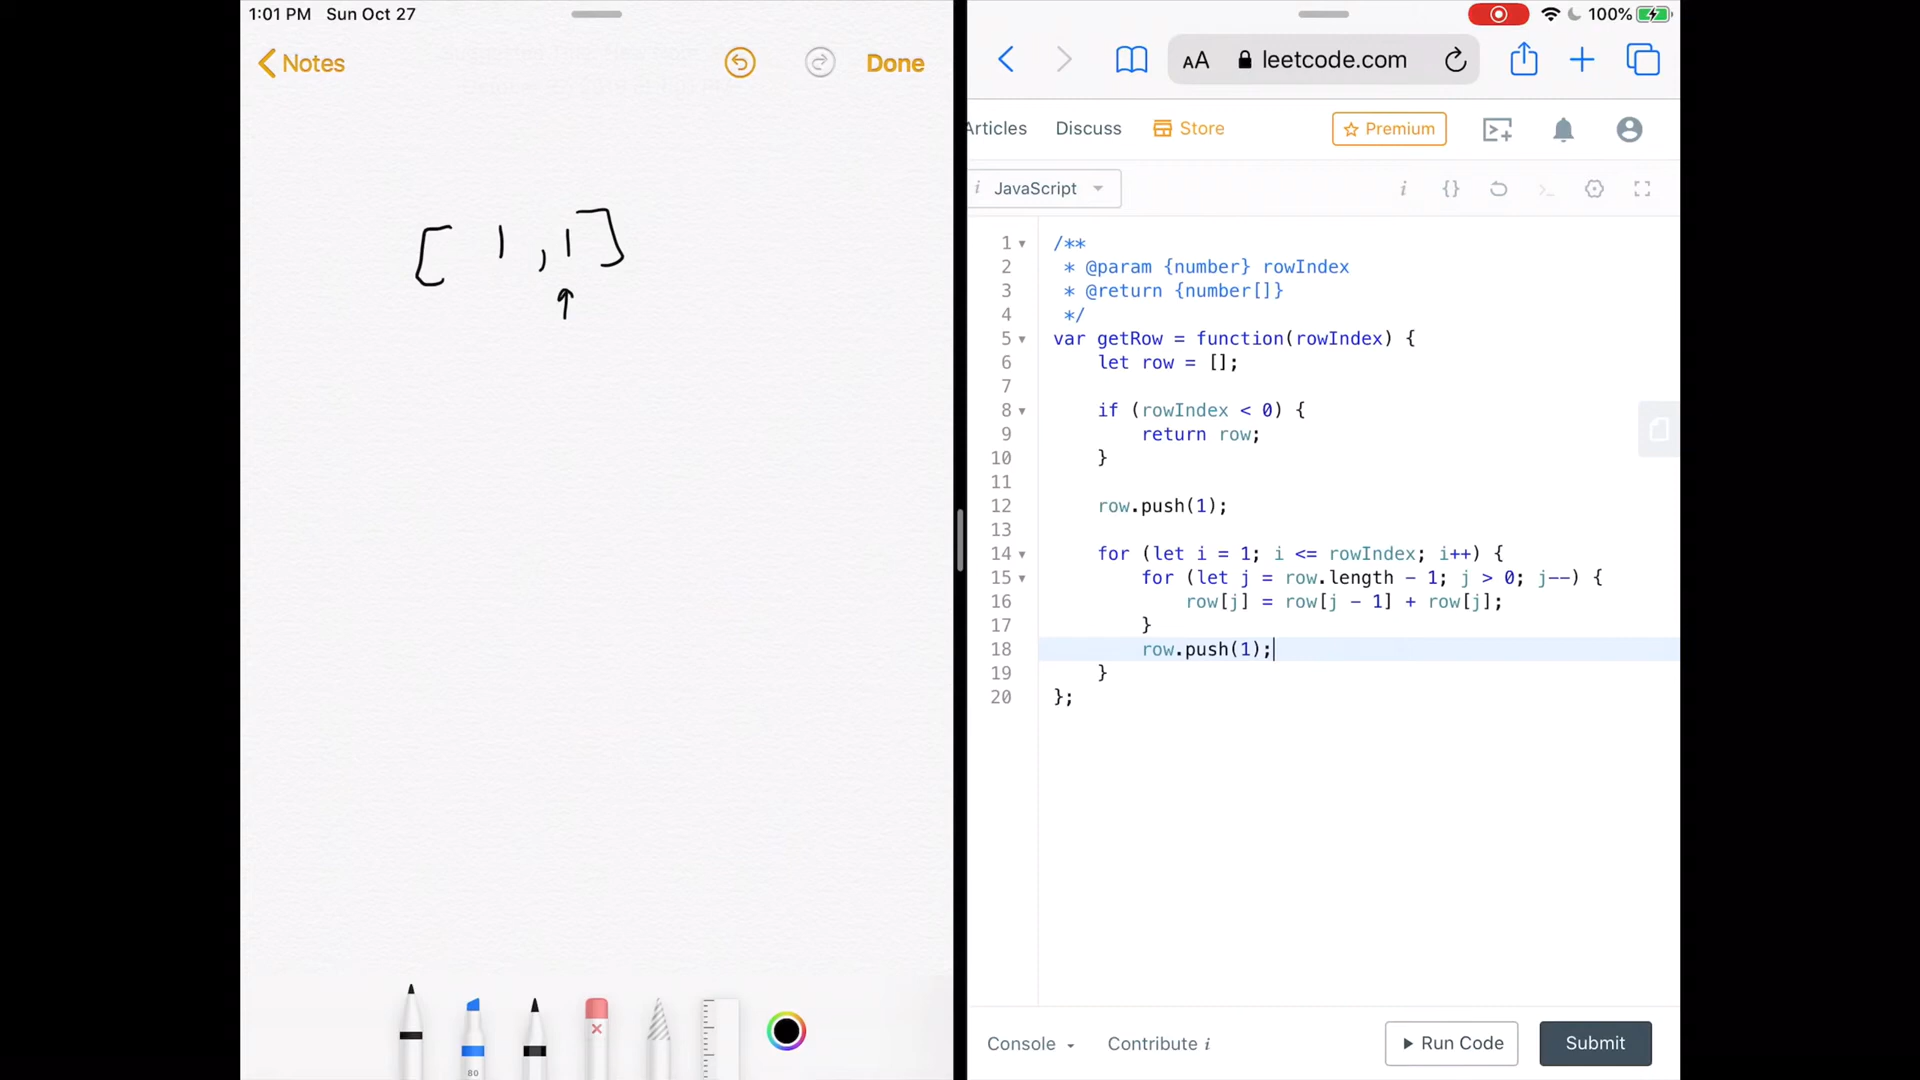 1:01 PM Sun Oct 27
Notes
Done
[ 1 , 1 ]
80
100%
AA leetcode.com
Articles Discuss Store Premium
i JavaScript i {} >_
1 /**
2 * @param {number} rowIndex
3 * @return {number[]}
4 */
5 var getRow = function(rowIndex) {
6 let row = [];
7
8 if (rowIndex < 0) {
9 return row;
10 }
11
12 row.push(1);
13
14 for (let i = 1; i <= rowIndex; i++) {
15 for (let j = row.length - 1; j > 0; j--) {
16 row[j] = row[j - 1] + row[j];
17 }
18 row.push(1);
19 }
20 };
Console Contribute i Run Code Submit